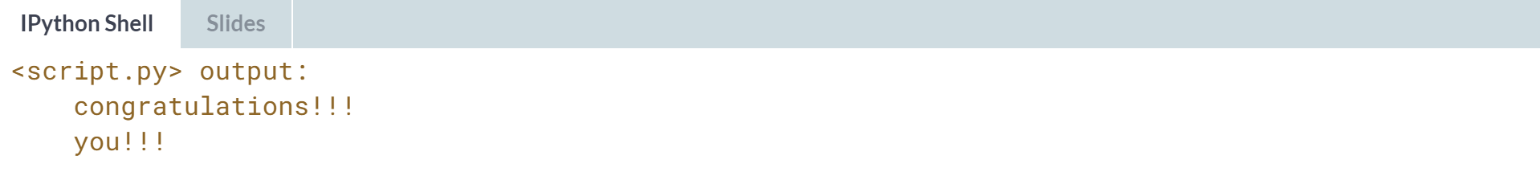 IPython Shell Slides
<script.py> output:
congratulations!!!
you!!!